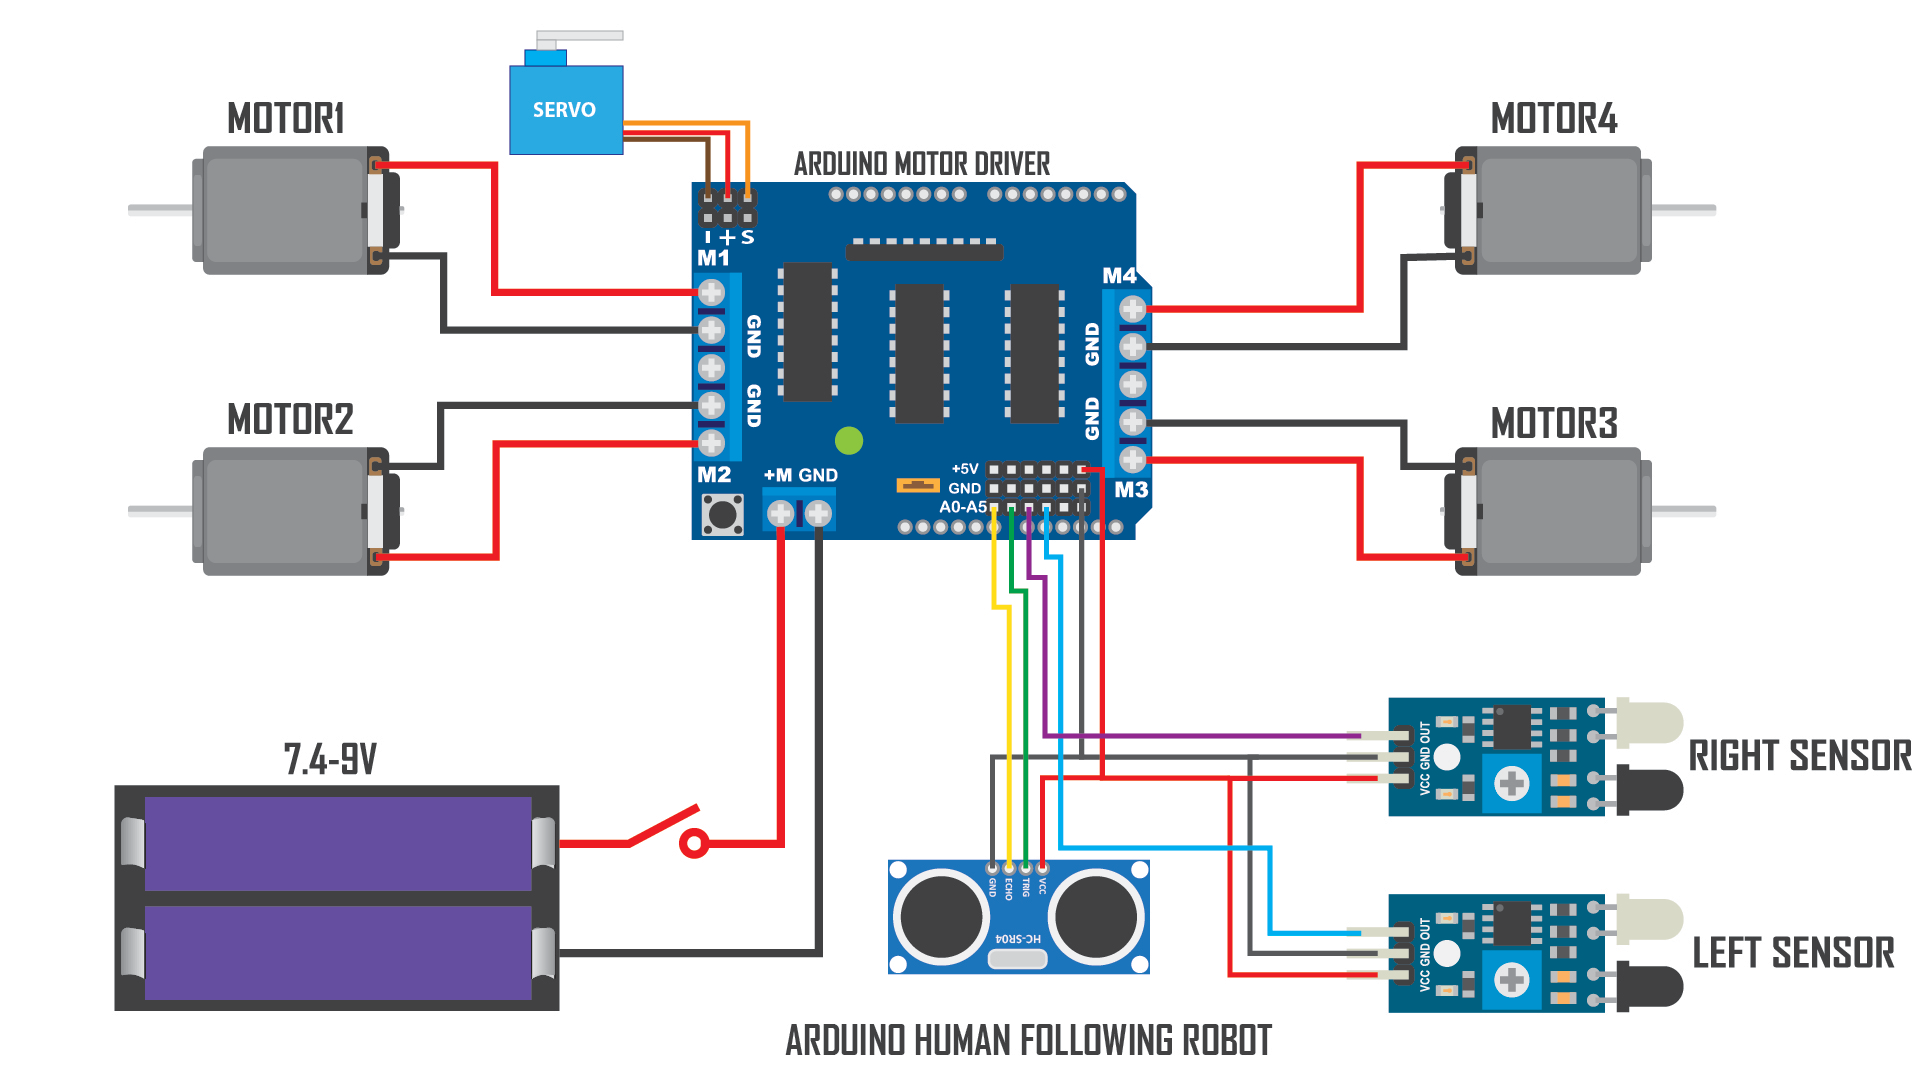 MOTOR1
SERVO
ARDUINO MOTOR DRIVER
MOTOR4
- + S
M1
GND
GND
M2
+M GND
M4
GND
GND
M3
+5V
GND
A0-A5
MOTOR2
MOTOR3
7.4-9V
VCC GND OUT
RIGHT SENSOR
GND
ECHO
TRIG
VCC
HC-SR04
VCC GND OUT
LEFT SENSOR
ARDUINO HUMAN FOLLOWING ROBOT